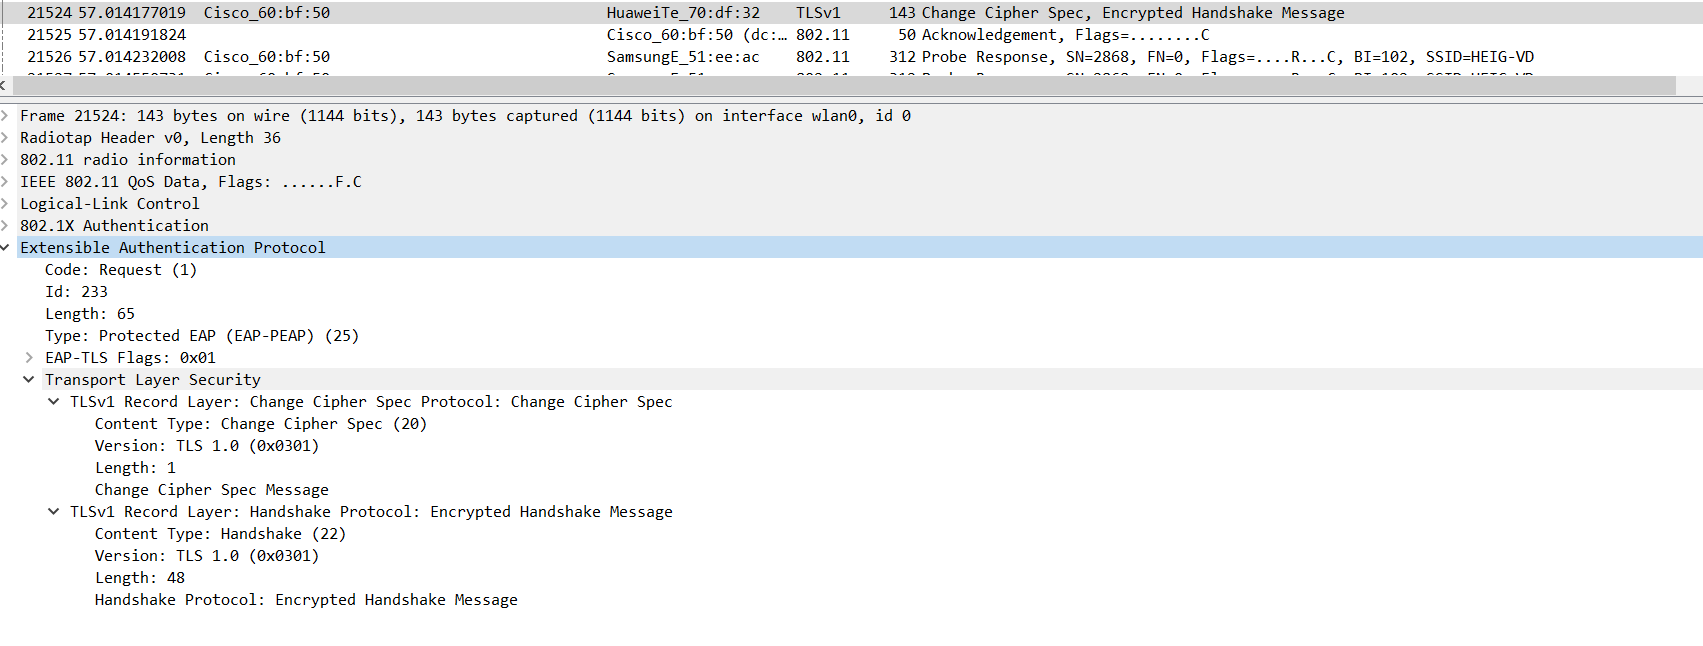 21524 57.014177019 Cisco_60:bf:50 HuaweiTe_70:df:32 TLSv1 143 Change Cipher Spec, Encrypted Handshake Message
21525 57.014191824 Cisco_60:bf:50 (dc:… 802.11 50 Acknowledgement, Flags=........C
21526 57.014232008 Cisco_60:bf:50 SamsungE_51:ee:ac 802.11 312 Probe Response, SN=2868, FN=0, Flags=....R...C, BI=102, SSID=HEIG-VD
Frame 21524: 143 bytes on wire (1144 bits), 143 bytes captured (1144 bits) on interface wlan0, id 0
Radiotap Header v0, Length 36
802.11 radio information
IEEE 802.11 QoS Data, Flags: ......F.C
Logical-Link Control
802.1X Authentication
Extensible Authentication Protocol
Code: Request (1)
Id: 233
Length: 65
Type: Protected EAP (EAP-PEAP) (25)
EAP-TLS Flags: 0x01
Transport Layer Security
TLSv1 Record Layer: Change Cipher Spec Protocol: Change Cipher Spec
Content Type: Change Cipher Spec (20)
Version: TLS 1.0 (0x0301)
Length: 1
Change Cipher Spec Message
TLSv1 Record Layer: Handshake Protocol: Encrypted Handshake Message
Content Type: Handshake (22)
Version: TLS 1.0 (0x0301)
Length: 48
Handshake Protocol: Encrypted Handshake Message